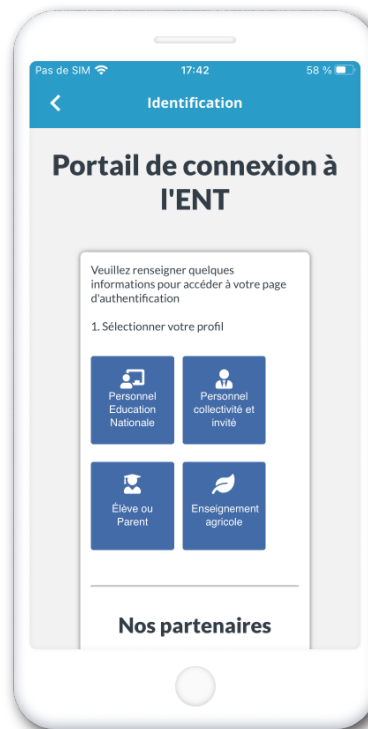 Pas de SIM 17:42 58 %
Identification
Portail de connexion à
l'ENT
Veuillez renseigner quelques
informations pour accéder à votre page
d'authentification
1. Sélectionner votre profil
Personnel
Education
Nationale
Personnel
collectivité et
invité
Élève ou
Parent
Enseignement
agricole
Nos partenaires